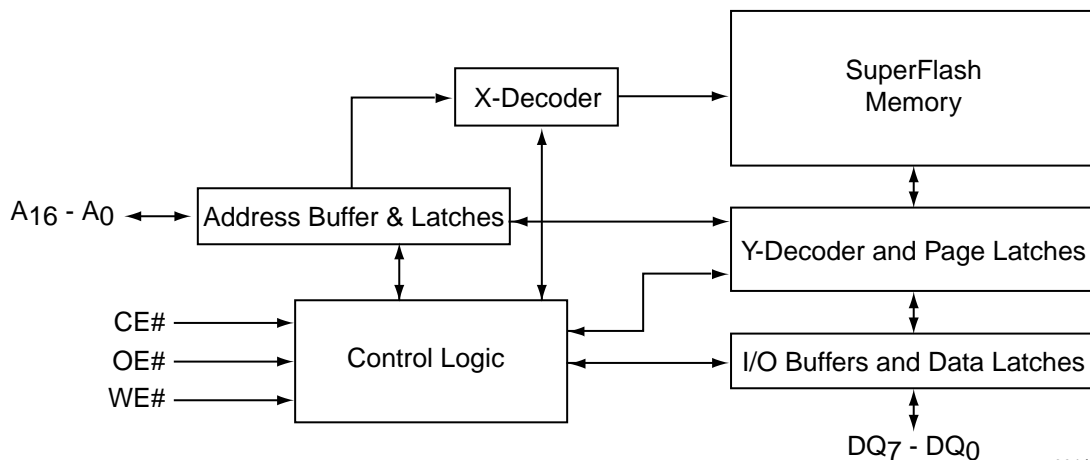 SuperFlash
Memory
X-Decoder
A16 - A0
Address Buffer & Latches
Y-Decoder and Page Latches
CE#
OE#
WE#
Control Logic
I/O Buffers and Data Latches
DQ7 - DQ0